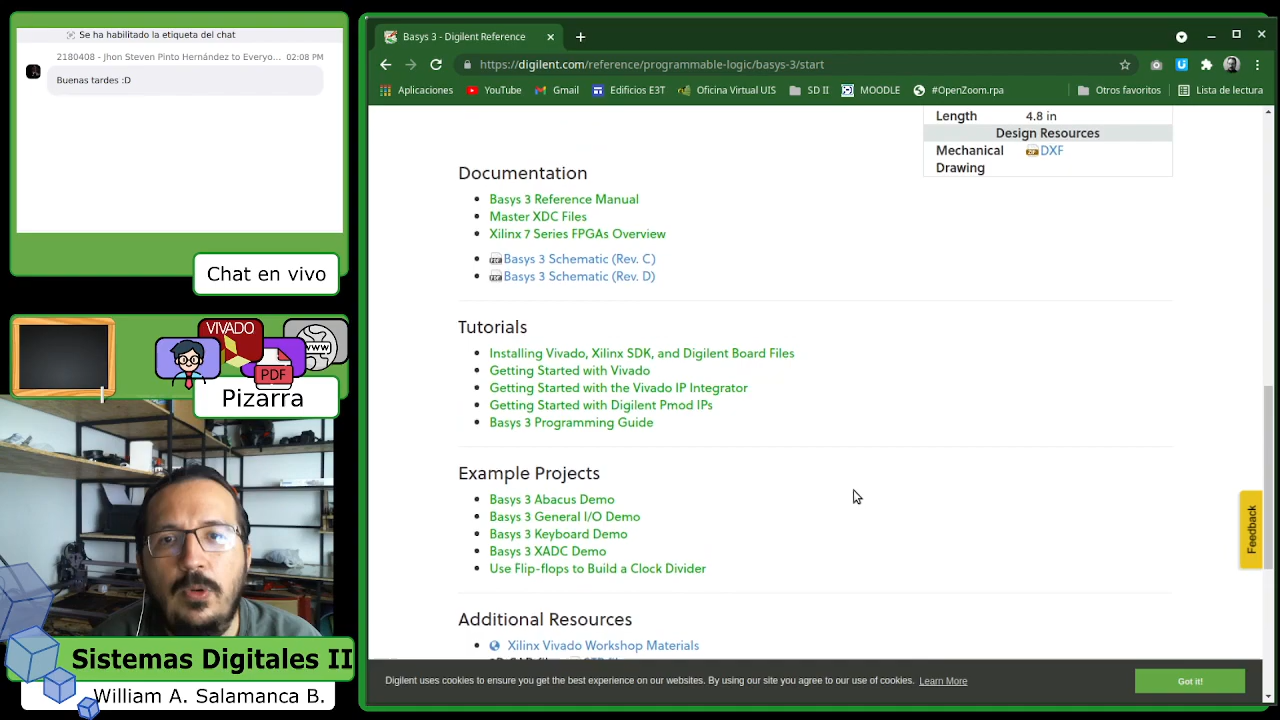 Se ha habilitado la etiqueta del chat
2180408 - Jhon Steven Pinto Hernández to Everyo... 02:08 PM
Buenas tardes :D
Chat en vivo
VIVADO
WWW
PDF
Pizarra
Sistemas Digitales II
William A. Salamanca B.
Basys 3 - Digilent Reference
https://digilent.com/reference/programmable-logic/basys-3/start
Aplicaciones YouTube Gmail Edificios E3T Oficina Virtual UIS SD II MOODLE #OpenZoom.rpa Otros favoritos Lista de lectura
Length 4.8 in
Design Resources
Mechanical DXF
Drawing
Documentation
Basys 3 Reference Manual
Master XDC Files
Xilinx 7 Series FPGAs Overview
Basys 3 Schematic (Rev. C)
Basys 3 Schematic (Rev. D)
Tutorials
Installing Vivado, Xilinx SDK, and Digilent Board Files
Getting Started with Vivado
Getting Started with the Vivado IP Integrator
Getting Started with Digilent Pmod IPs
Basys 3 Programming Guide
Example Projects
Basys 3 Abacus Demo
Basys 3 General I/O Demo
Basys 3 Keyboard Demo
Basys 3 XADC Demo
Use Flip-flops to Build a Clock Divider
Additional Resources
Xilinx Vivado Workshop Materials
Feedback
Digilent uses cookies to ensure you get the best experience on our websites. By using our site you agree to our use of cookies. Learn More
Got it!